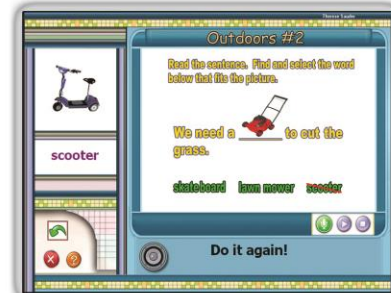 Outdoors #2
Read the sentence. Find and select the word
below that fits the picture.
We need a ______ to cut the
grass.
scooter
skateboard lawn mower scooter
Do it again!